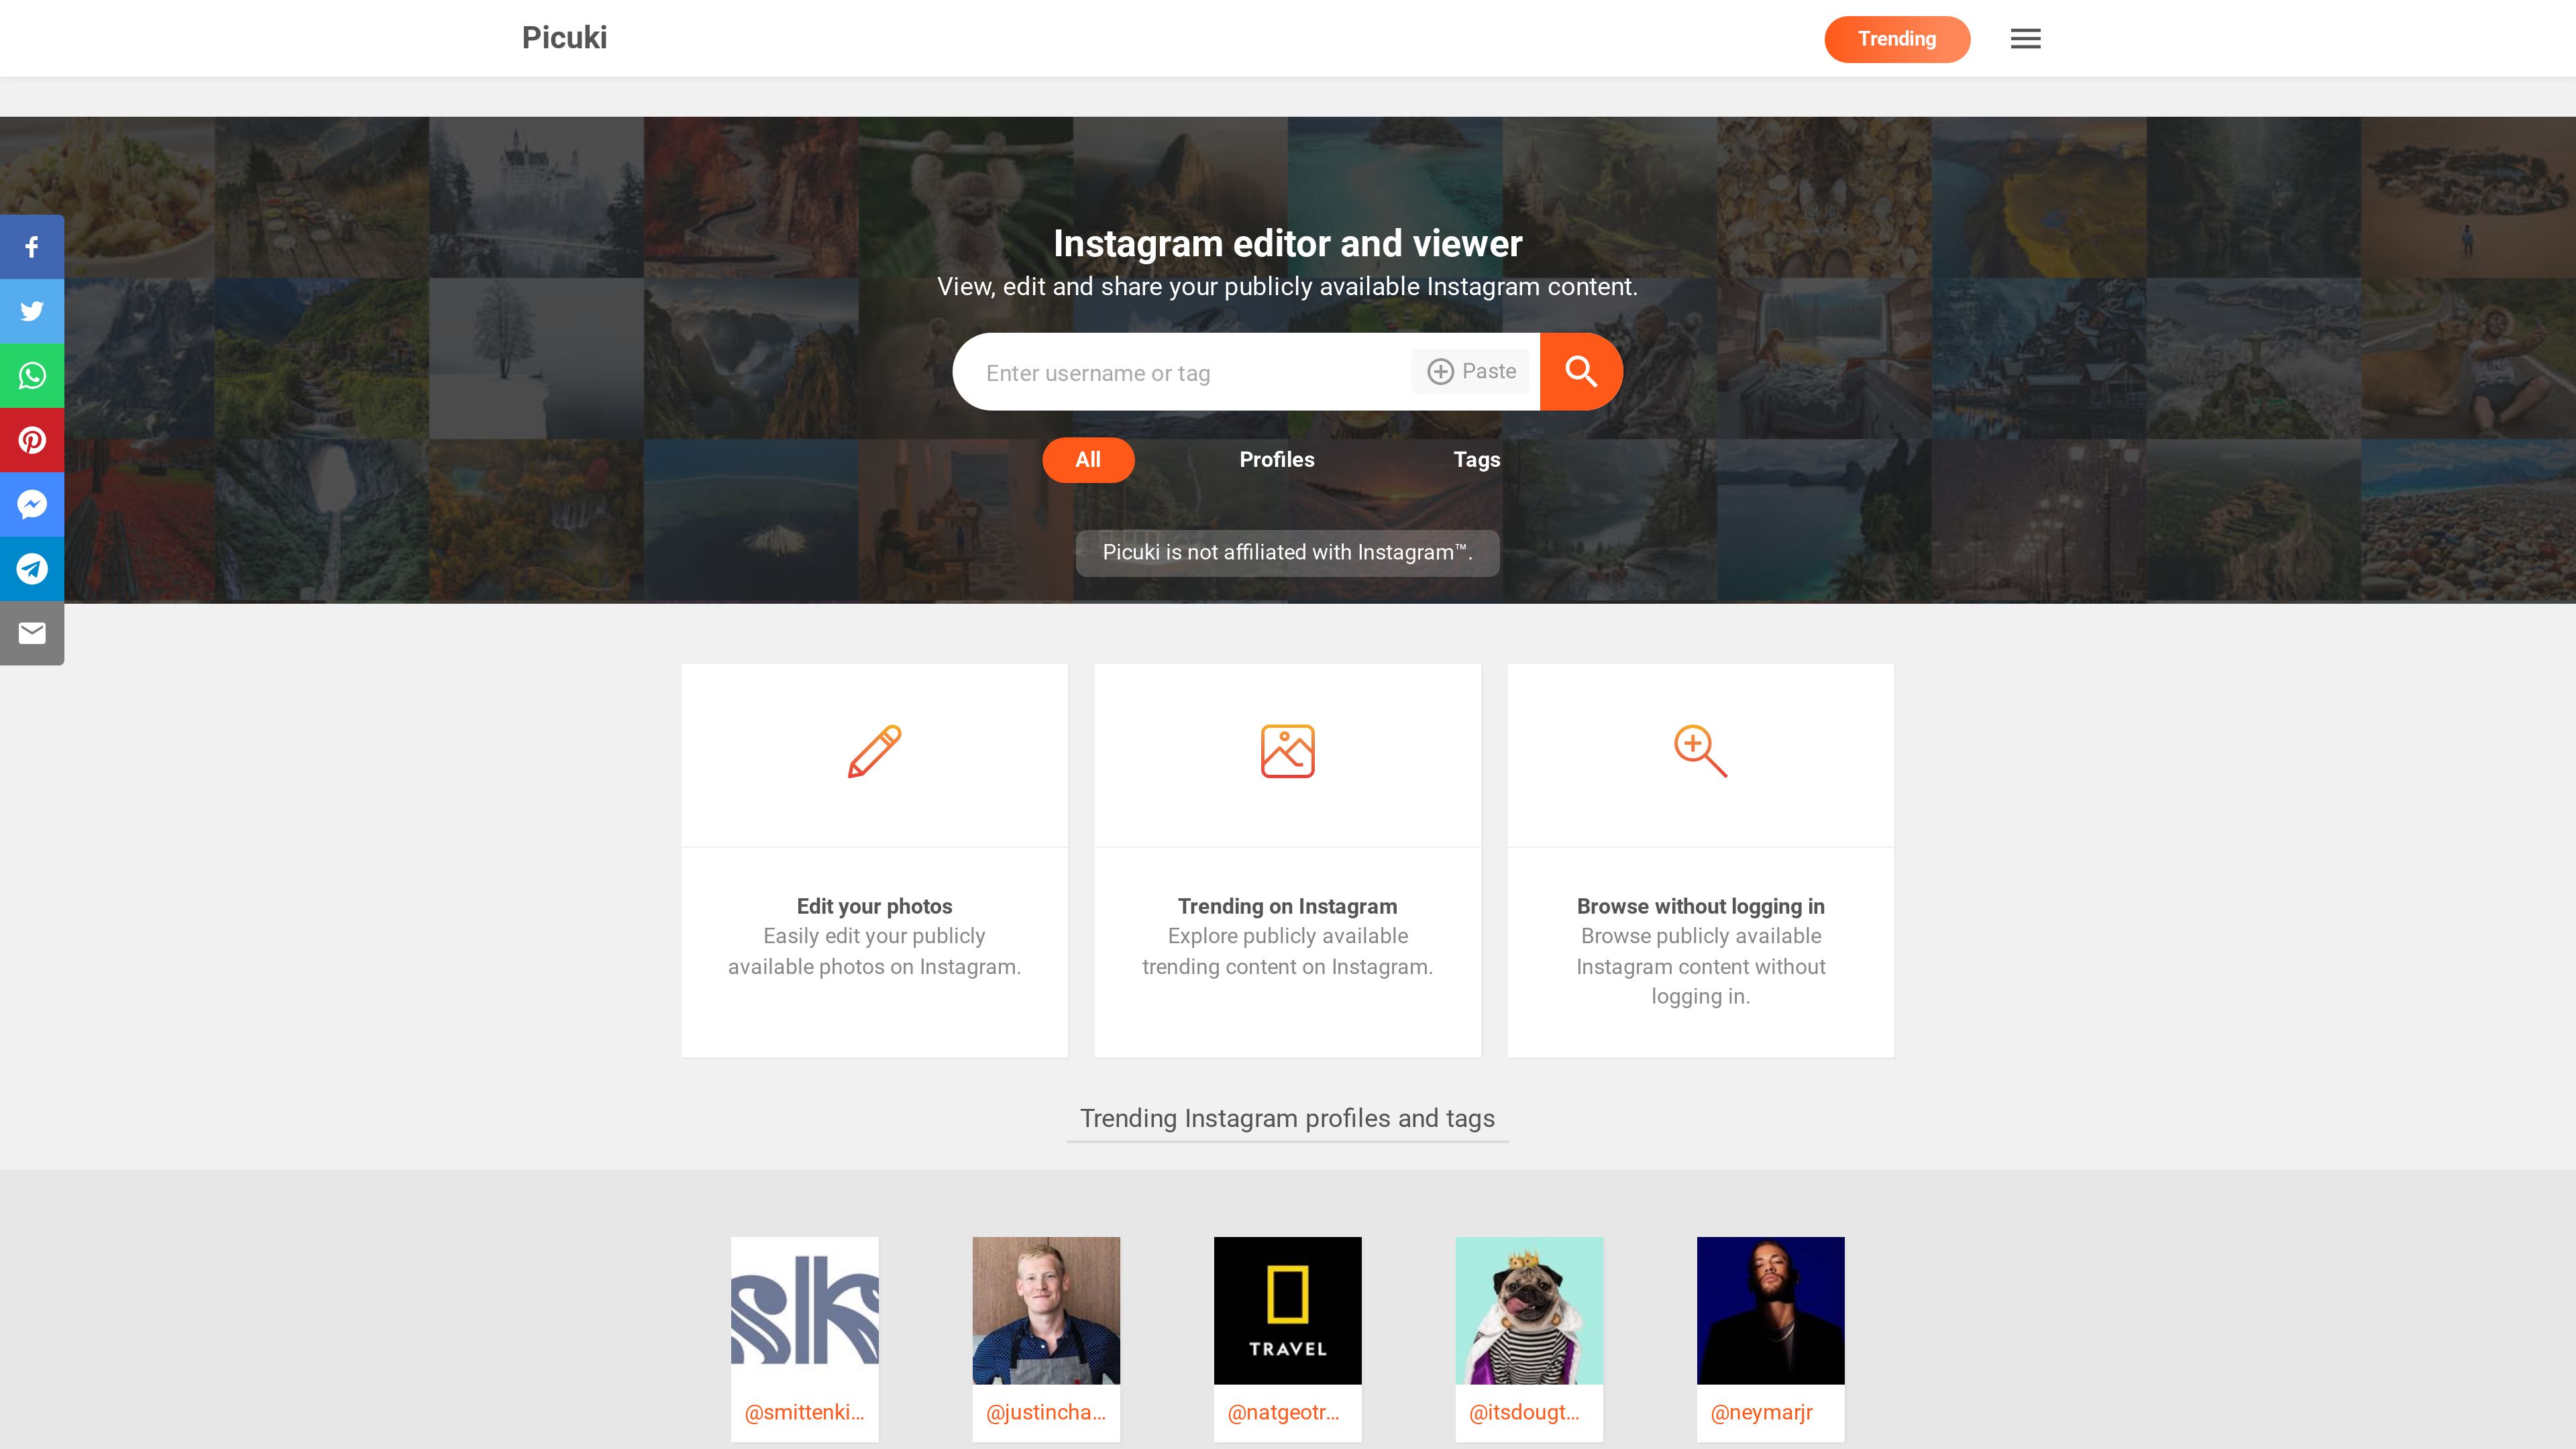 Picuki
Trending
Instagram editor and viewer
View, edit and share your publicly available Instagram content.
Enter username or tag
Paste
All
Profiles
Tags
Picuki is not affiliated with Instagram™.
Edit your photos
Easily edit your publicly
available photos on Instagram.
Trending on Instagram
Explore publicly available
trending content on Instagram.
Browse without logging in
Browse publicly available
Instagram content without
logging in.
Trending Instagram profiles and tags
sk
TRAVEL
@smittenki...
@justincha...
@natgeotr...
@itsdougt...
@neymarjr